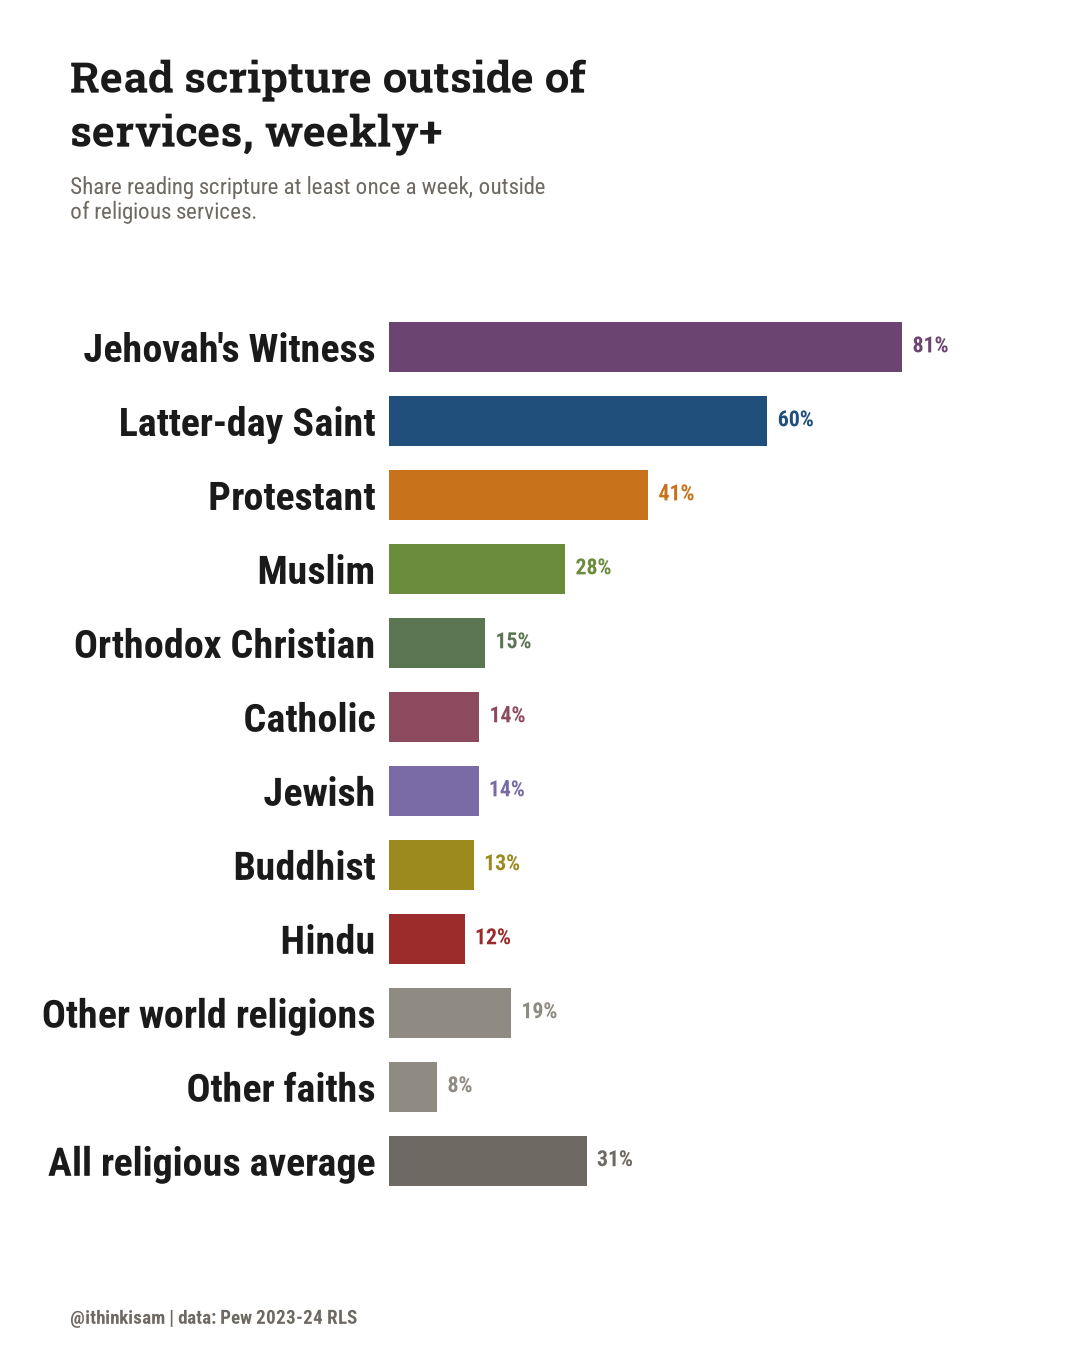 Read scripture outside of
services, weekly+
Share reading scripture at least once a week, outside
of religious services.
Jehovah's Witness 81%
Latter-day Saint 60%
Protestant 41%
Muslim 28%
Orthodox Christian 15%
Catholic 14%
Jewish 14%
Buddhist 13%
Hindu 12%
Other world religions 19%
Other faiths 8%
All religious average 31%
@ithinkisam | data: Pew 2023-24 RLS